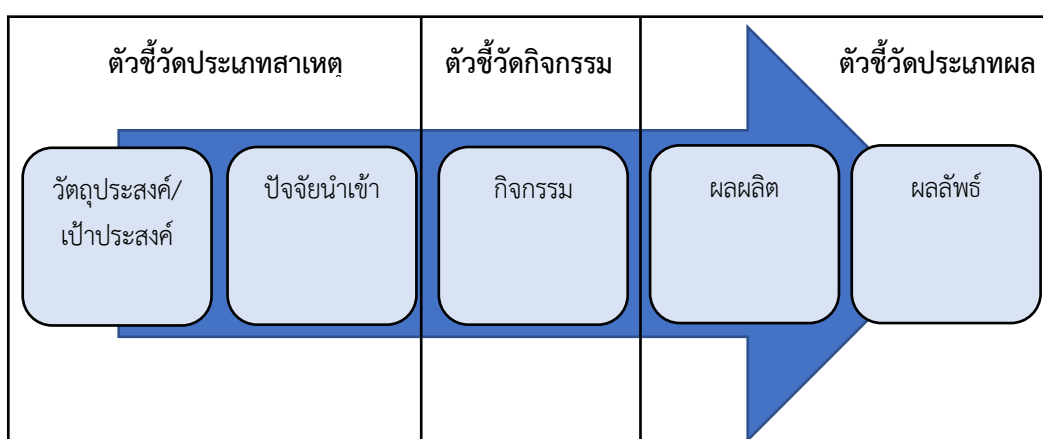 ตัวชี้วัดประเภทสาเหตุ
ตัวชี้วัดกิจกรรม
ตัวชี้วัดประเภทผล
วัตถุประสงค์/
เป้าประสงค์
ปัจจัยนำเข้า
กิจกรรม
ผลผลิต
ผลลัพธ์